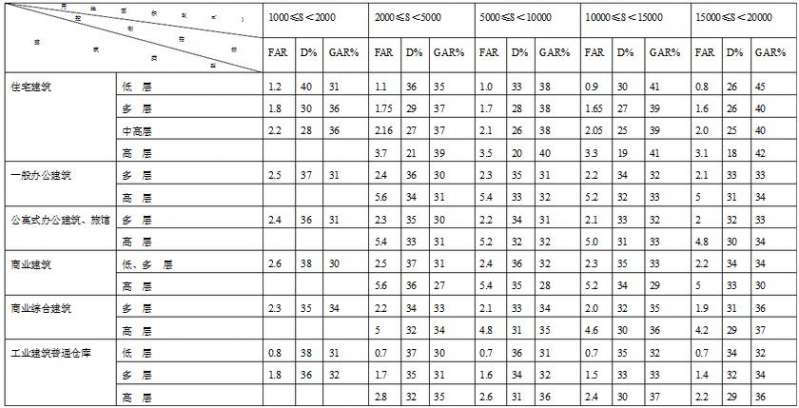 1000≤8<2000 2000≤8<5000 5000≤8<10000 10000≤8<15000 15000≤8<20000
FAR D% GAR% FAR D% GAR% FAR D% GAR% FAR D% GAR% FAR D% GAR%
住宅建筑 低 层 1.2 40 31 1.1 36 35 1.0 33 38 0.9 30 41 0.8 26 45
多 层 1.8 30 36 1.75 29 37 1.7 28 38 1.65 27 39 1.6 26 40
中高层 2.2 28 36 2.16 27 37 2.1 26 38 2.05 25 39 2.0 25 40
高 层 3.7 21 39 3.5 20 40 3.3 19 41 3.1 18 42
一般办公建筑 多 层 2.5 37 31 2.4 36 30 2.3 35 31 2.2 34 32 2.1 33 33
高 层 5.6 34 31 5.4 33 33 5.2 32 33 5 31 34
公寓式办公建筑、旅馆 多 层 2.4 36 31 2.3 35 30 2.2 34 31 2.1 33 32 2 32 33
高 层 5.4 33 31 5.2 32 32 5.0 31 33 4.8 30 34
商业建筑 低、多 层 2.6 38 30 2.5 37 31 2.4 36 32 2.3 35 33 2.2 34 34
高 层 5.6 36 27 5.4 35 28 5.2 34 29 5 33 30
商业综合建筑 多 层 2.3 35 34 2.2 34 33 2.1 33 34 2.0 32 35 1.9 31 36
高 层 5 32 34 4.8 31 35 4.6 30 36 4.2 29 37
工业建筑普通仓库 低 层 0.8 38 31 0.7 37 30 0.7 36 31 0.7 35 32 0.7 34 32
多 层 1.8 36 32 1.7 35 31 1.6 34 32 1.5 33 33 1.4 32 34
高 层 2.8 32 35 2.6 31 36 2.4 30 37 2.2 29 36